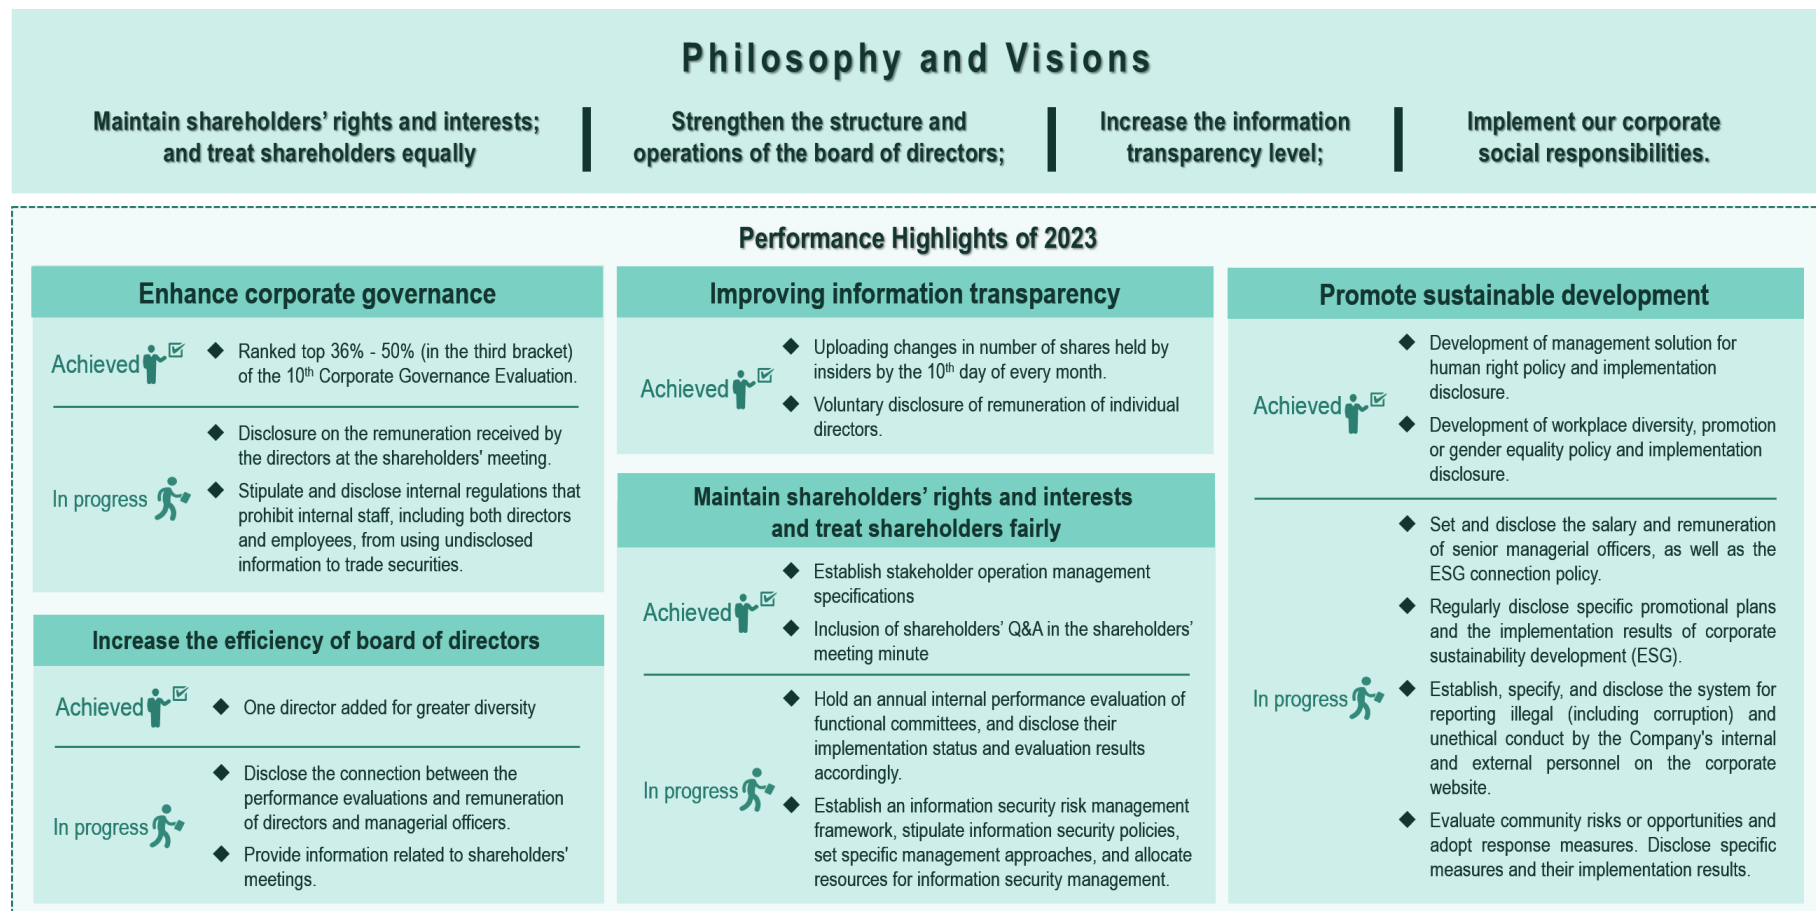 Philosophy and Visions
Maintain shareholders’ rights and interests;
and treat shareholders equally
Strengthen the structure and
operations of the board of directors;
Increase the information
transparency level;
Implement our corporate
social responsibilities.
Performance Highlights of 2023
Enhance corporate governance
Achieved
◆ Ranked top 36% - 50% (in the third bracket)
of the 10th Corporate Governance Evaluation.
In progress
◆ Disclosure on the remuneration received by
the directors at the shareholders' meeting.
◆ Stipulate and disclose internal regulations that
prohibit internal staff, including both directors
and employees, from using undisclosed
information to trade securities.
Increase the efficiency of board of directors
Achieved
◆ One director added for greater diversity
In progress
◆ Disclose the connection between the
performance evaluations and remuneration
of directors and managerial officers.
◆ Provide information related to shareholders'
meetings.
Improving information transparency
Achieved
◆ Uploading changes in number of shares held by
insiders by the 10th day of every month.
◆ Voluntary disclosure of remuneration of individual
directors.
Maintain shareholders’ rights and interests
and treat shareholders fairly
Achieved
◆ Establish stakeholder operation management
specifications
◆ Inclusion of shareholders’ Q&A in the shareholders’
meeting minute
In progress
◆ Hold an annual internal performance evaluation of
functional committees, and disclose their
implementation status and evaluation results
accordingly.
◆ Establish an information security risk management
framework, stipulate information security policies,
set specific management approaches, and allocate
resources for information security management.
Promote sustainable development
Achieved
◆ Development of management solution for
human right policy and implementation
disclosure.
◆ Development of workplace diversity, promotion
or gender equality policy and implementation
disclosure.
In progress
◆ Set and disclose the salary and remuneration
of senior managerial officers, as well as the
ESG connection policy.
◆ Regularly disclose specific promotional plans
and the implementation results of corporate
sustainability development (ESG).
◆ Establish, specify, and disclose the system for
reporting illegal (including corruption) and
unethical conduct by the Company's internal
and external personnel on the corporate
website.
◆ Evaluate community risks or opportunities and
adopt response measures. Disclose specific
measures and their implementation results.